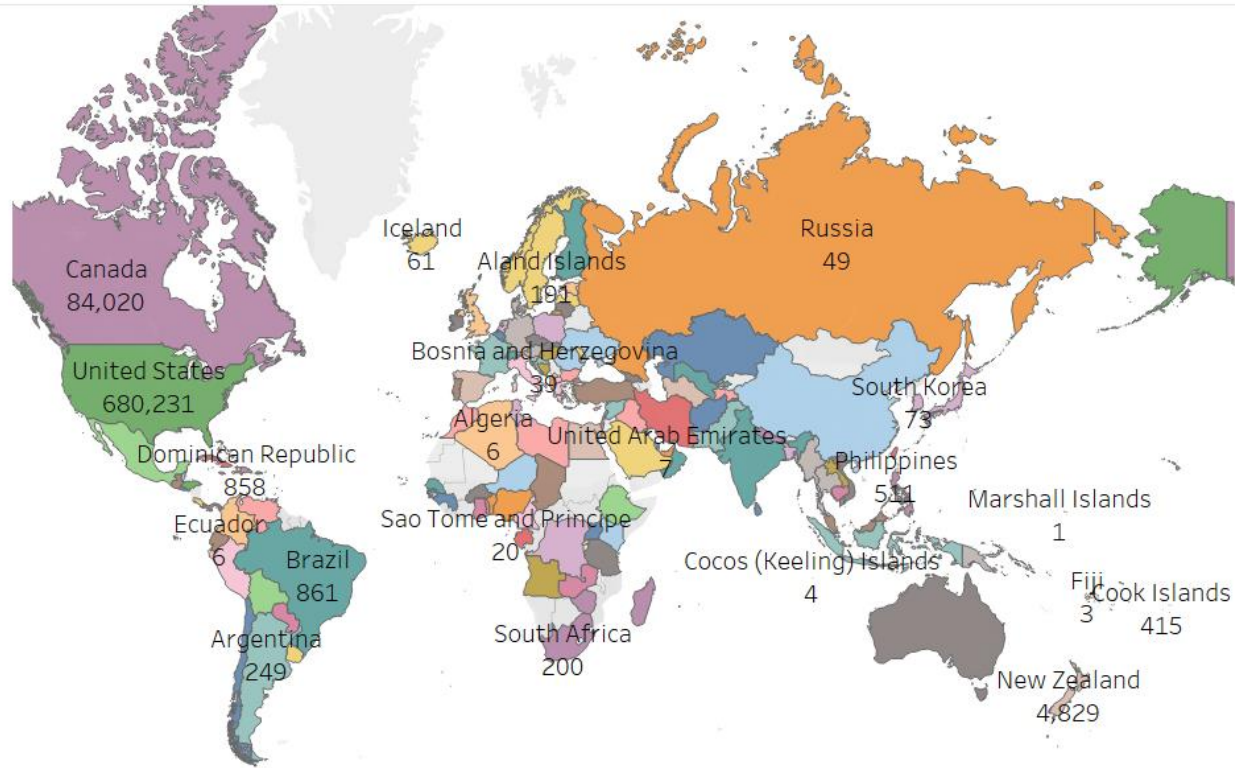 Iceland
61
Russia
49
Canada
84,020
Aland Islands
191
Bosnia and Herzegovina
39
United States
680,231
South Korea
73
Algeria
6
United Arab Emirates
7
Dominican Republic
858
Philippines
511
Marshall Islands
1
Ecuador
6
Sao Tome and Principe
20
Brazil
861
Cocos (Keeling) Islands
4
Fiji
3
Cook Islands
415
Argentina
249
South Africa
200
New Zealand
4,829